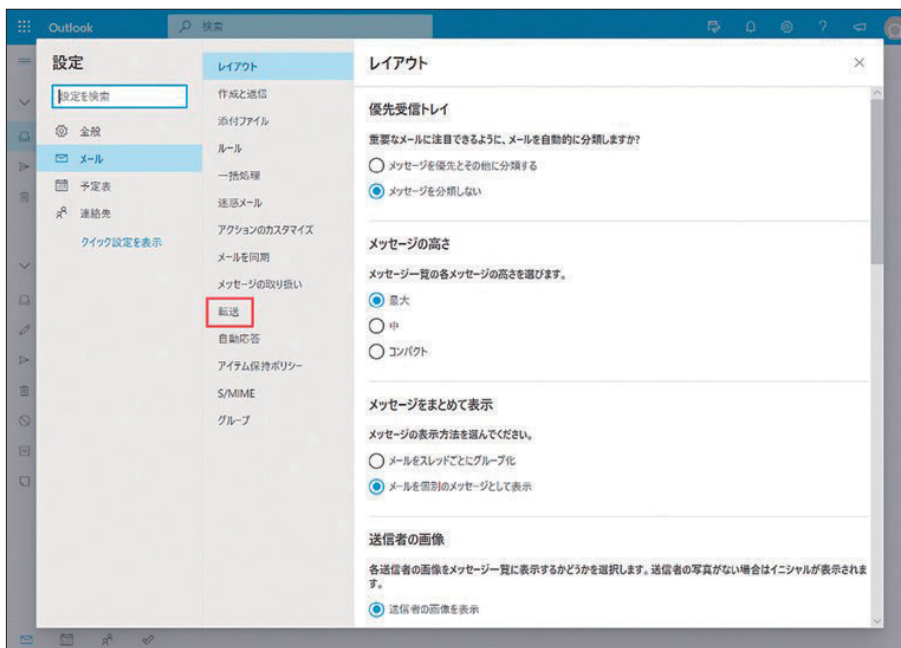 Outlook
検索
設定
設定を検索
全般
メール
予定表
連絡先
クイック設定を表示
レイアウト
作成と返信
添付ファイル
ルール
一括処理
迷惑メール
アクションのカスタマイズ
メールを同期
メッセージの取り扱い
転送
自動応答
アイテム保持ポリシー
S/MIME
グループ
レイアウト
優先受信トレイ
重要なメールに注目できるように、メールを自動的に分類しますか?
メッセージを優先とその他に分類する
メッセージを分類しない
メッセージの高さ
メッセージ一覧の各メッセージの高さを選びます。
最大
中
コンパクト
メッセージをまとめて表示
メッセージの表示方法を選んでください。
メールをスレッドごとにグループ化
メールを個別のメッセージとして表示
送信者の画像
各送信者の画像をメッセージ一覧に表示するかどうかを選択します。送信者の写真がない場合はイニシャルが表示されま
す。
送信者の画像を表示